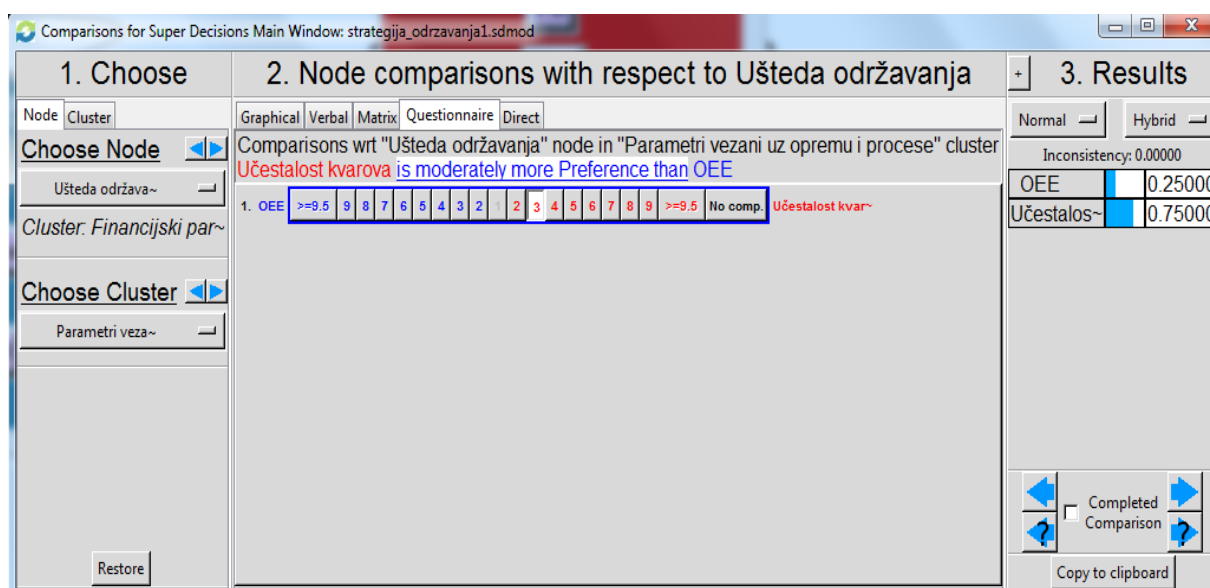 Comparisons for Super Decisions Main Window: strategija_odrzavanja1.sdmod
1. Choose
2. Node comparisons with respect to Ušteda održavanja
+ 3. Results
Node Cluster
Graphical Verbal Matrix Questionnaire Direct
Normal Hybrid
Choose Node
Comparisons wrt "Ušteda održavanja" node in "Parametri vezani uz opremu i procese" cluster
Učestalost kvarova is moderately more Preference than OEE
Inconsistency: 0.00000
Ušteda održava~
OEE 0.25000
1. OEE >=9.5 9 8 7 6 5 4 3 2 1 2 3 4 5 6 7 8 9 >=9.5 No comp. Učestalost kvar~
Učestalos~ 0.75000
Cluster: Financijski par~
Choose Cluster
Parametri veza~
Completed
Comparison
? ?
Restore
Copy to clipboard